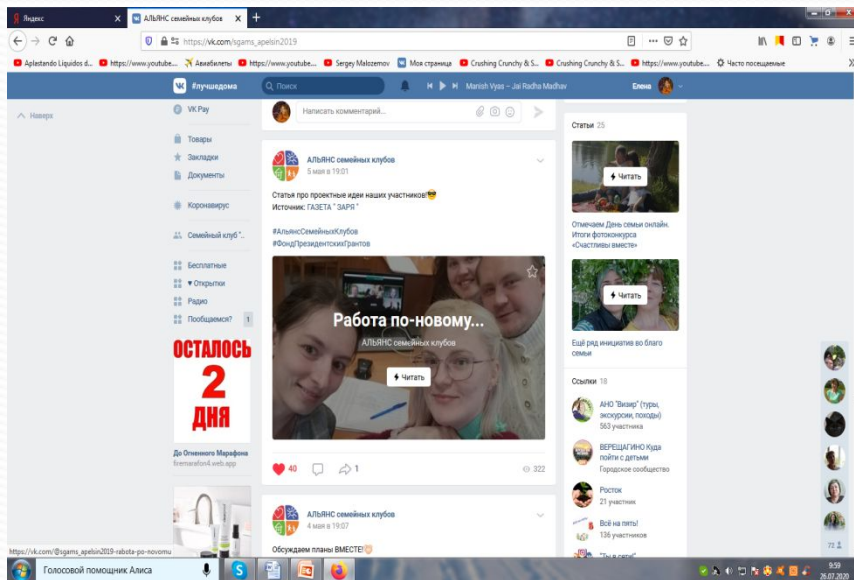 Яндекс
АЛЬЯНС семейных клубов
https://vk.com/sgams_apelsin2019
Aplestando Liquidos d...
https://www.youtube...
Авиабилеты
https://www.youtube...
Sergey Malozemov
Моя страница
Crushing Crunchy & S...
Crushing Crunchy & S...
https://www.youtube...
Часто посещаемые
#лучшедома
Поиск
Manish Vyas – Jai Radha Madhav
Елена
Наверх
VK Pay
Товары
Закладки
Документы
Коронавирус
Семейный клуб "..
Бесплатные
▼ Открытки
Радио
Пообщаемся? 1
ОСТАЛОСЬ
2
ДНЯ
До Огненного Марафона
firemarafon4.web.app
Написать комментарий...
АЛЬЯНС семейных клубов
5 мая в 19:01
Статья про проектные идеи наших участников!
Источник: ГАЗЕТА " ЗАРЯ "
#АльянсСемейныхКлубов
#ФондПрезидентскихГрантов
Работа по-новому...
АЛЬЯНС семейных клубов
Читать
40
1
322
АЛЬЯНС семейных клубов
4 мая в 19:07
Обсуждаем планы ВМЕСТЕ!
Статьи 25
Читать
Отмечаем День семьи онлайн.
Итоги фотоконкурса
«Счастливы вместе»
Читать
Ещё ряд инициатив во благо
семьи
Ссылки 18
АНО "Визир" (туры,
экскурсии, походы)
563 участника
ВЕРЕЩАГИНО Куда
пойти с детьми
Городское сообщество
Росток
21 участник
Всё на пять!
136 участников
"Ты в сети!"
72
https://vk.com/@sgams_apelsin2019-rabota-po-novomu
Голосовой помощник Алиса
9:59
26.07.2020